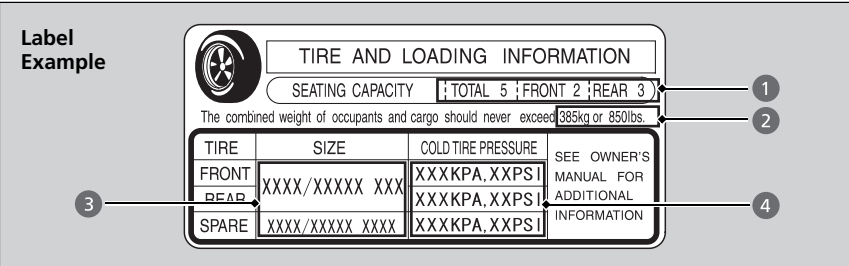 Label
Example
TIRE AND LOADING INFORMATION
SEATING CAPACITY TOTAL 5 FRONT 2 REAR 3
1
The combined weight of occupants and cargo should never exceed 385kg or 850lbs.
2
TIRE SIZE COLD TIRE PRESSURE
SEE OWNER'S
MANUAL FOR
ADDITIONAL
INFORMATION
FRONT
XXXX/XXXXX XXX
XXXKPA,XXPSI
REAR
XXXKPA,XXPSI
3
4
SPARE XXXX/XXXXX XXXX XXXKPA,XXPSI